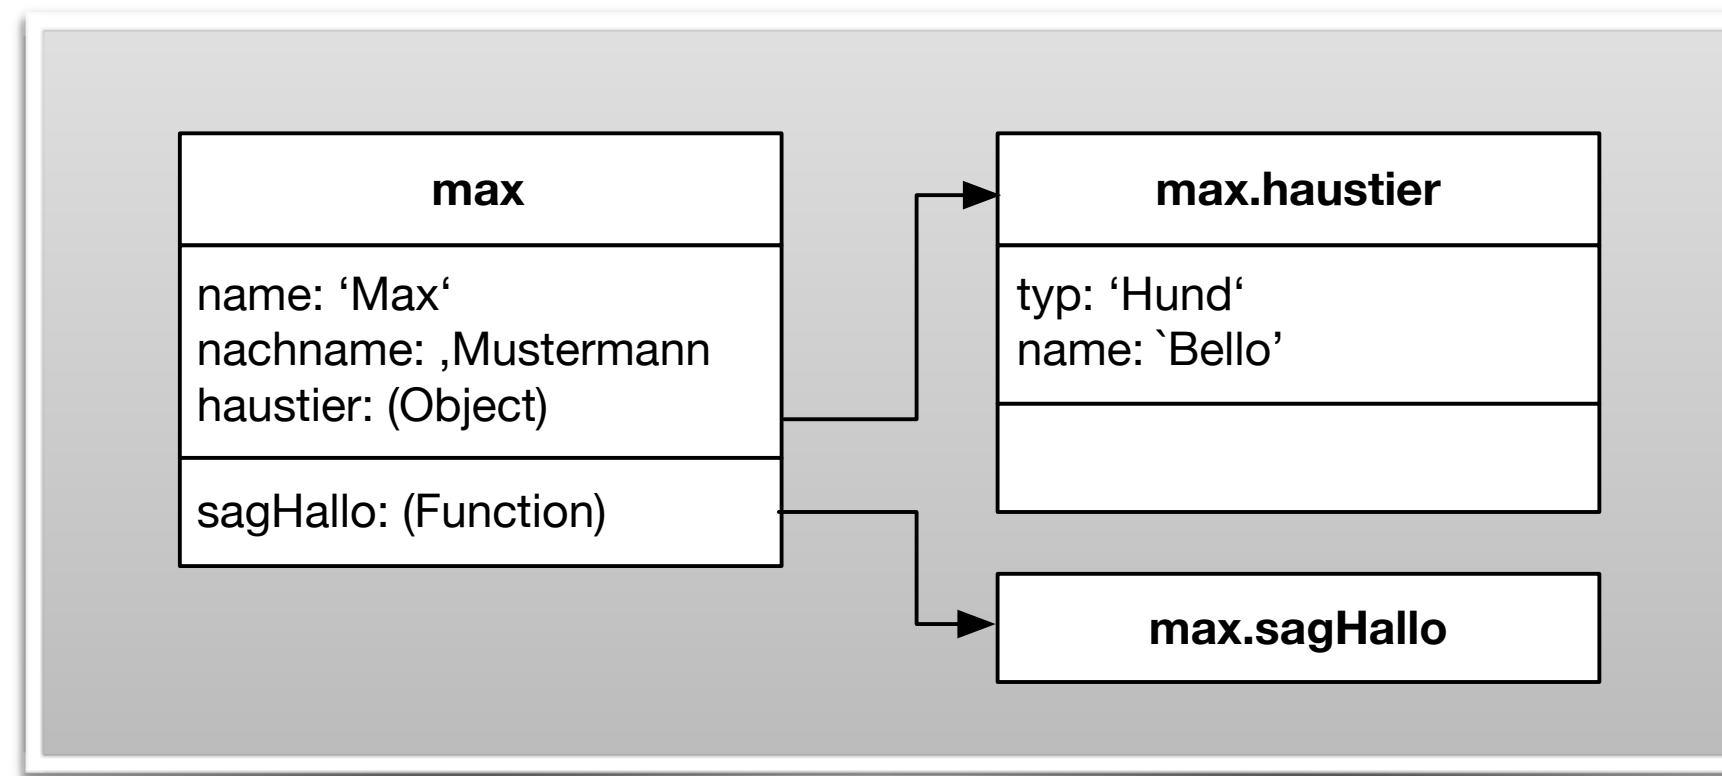 max
name: ‘Max‘
nachname: ‚Mustermann
haustier: (Object)
sagHallo: (Function)
max.haustier
typ: ‘Hund‘
name: `Bello’
max.sagHallo